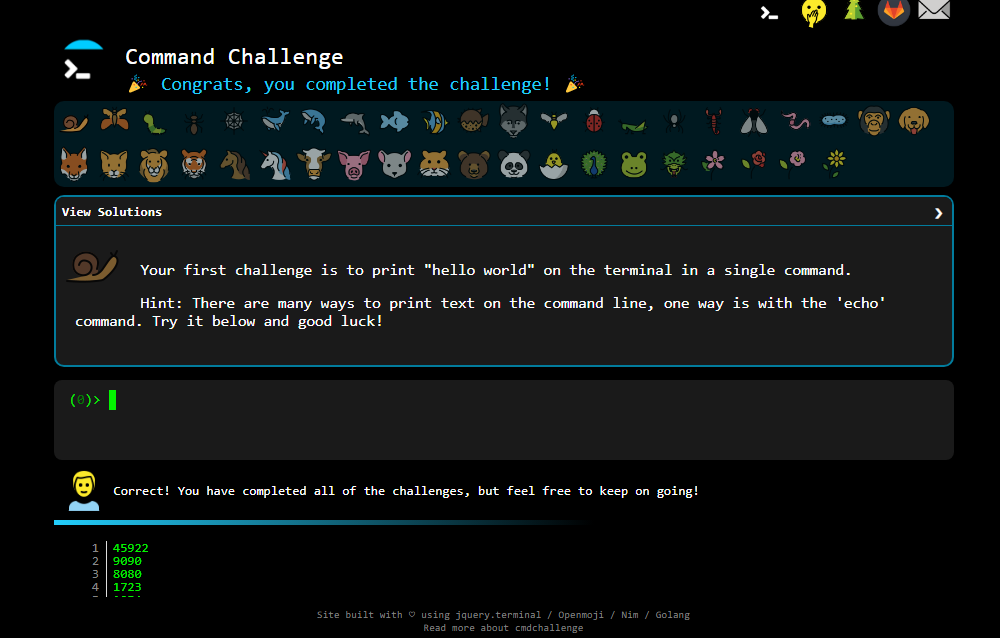 Command Challenge
🎉 Congrats, you completed the challenge! 🎉
View Solutions
Your first challenge is to print "hello world" on the terminal in a single command.
Hint: There are many ways to print text on the command line, one way is with the 'echo'
command. Try it below and good luck!
(0)>
Correct! You have completed all of the challenges, but feel free to keep on going!
1 45922
2 9090
3 8080
4 1723
Site built with ♡ using jquery.terminal / Openmoji / Nim / Golang
Read more about cmdchallenge